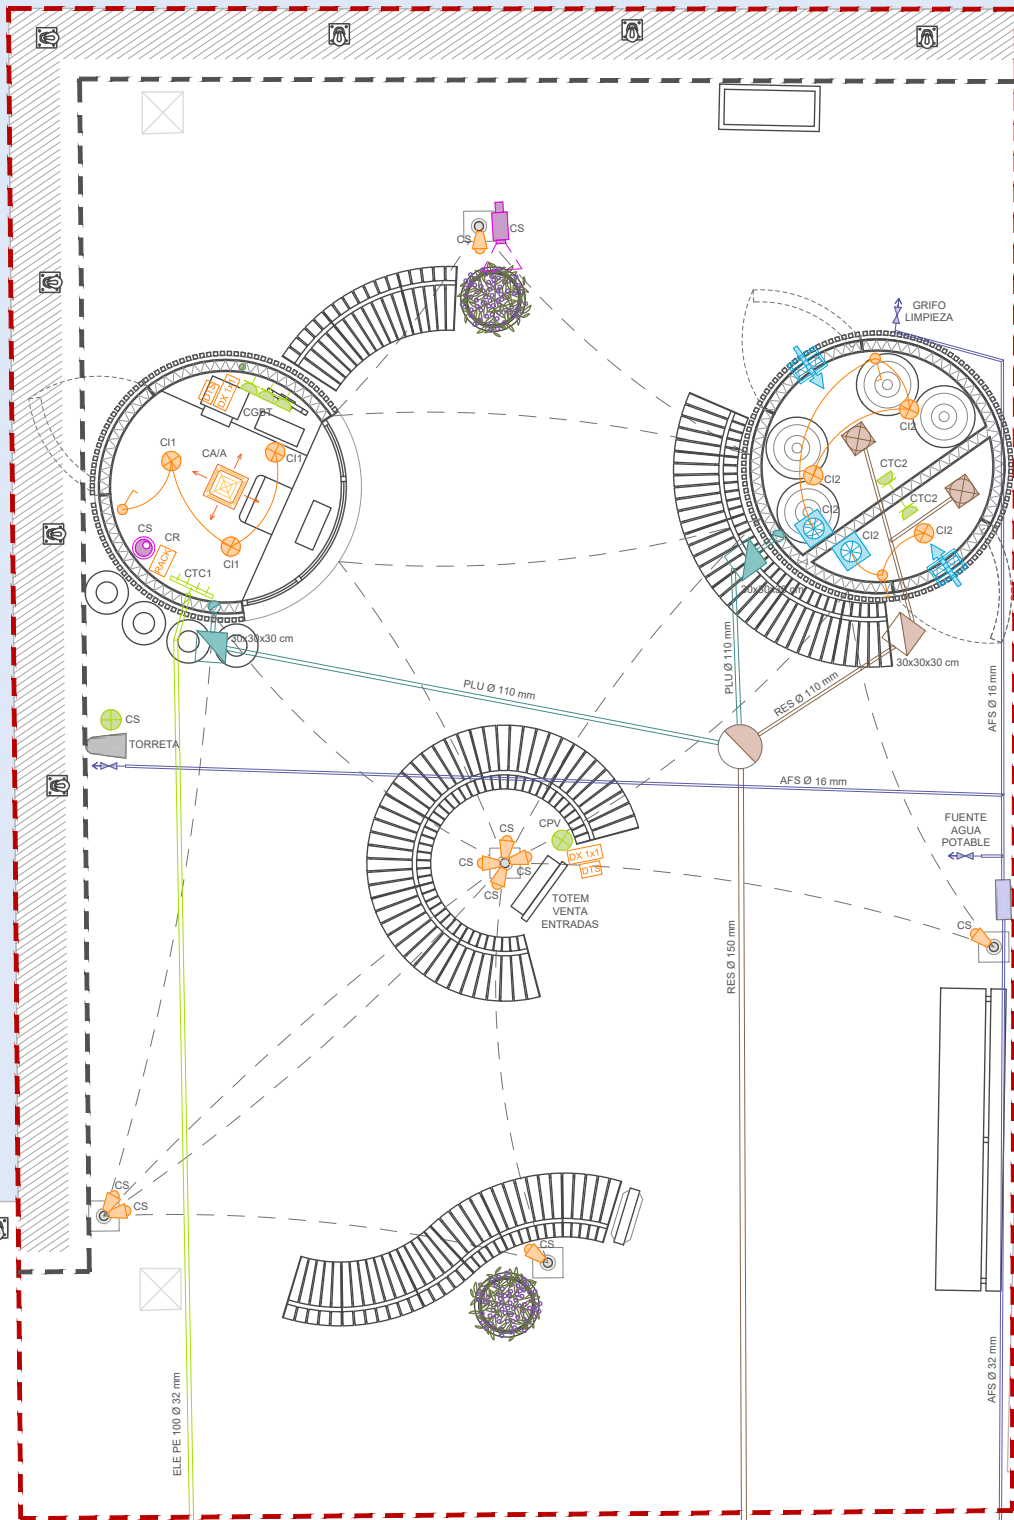 CS
CS
GRIFO
LIMPIEZA
DTS
DX 1x1
CGBT
CI1
CA/A
CI1
CI2
CI2
CTC2
CTC2
CI2
CI2
CI2
CS
CR
RACK
CI1
CTC1
30x30x30 cm
30x30x30 cm
30x30x30 cm
PLU Ø 110 mm
PLU Ø 110 mm
RES Ø 110 mm
AFS Ø 16 mm
CS
TORRETA
AFS Ø 16 mm
FUENTE
AGUA
POTABLE
CS
CPV
CS
CS
CS
DX 1x1
DTS
TOTEM
VENTA
ENTRADAS
CS
RES Ø 150 mm
CS
CS
CS
ELE PE 100 Ø 32 mm
AFS Ø 32 mm